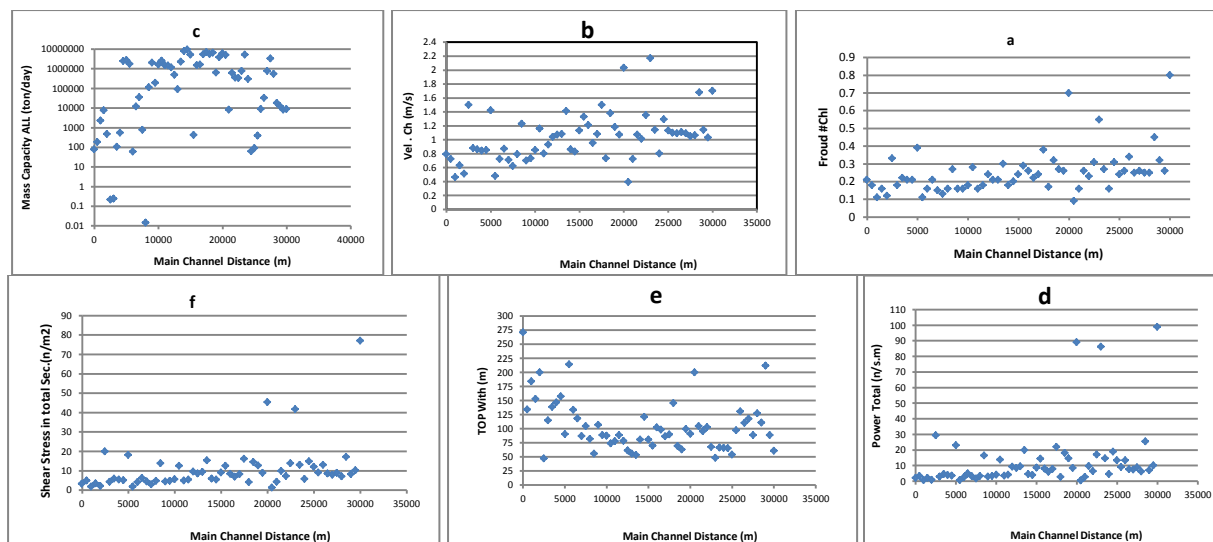 c
Mass Capacity ALL (ton/day)
10000000
1000000
100000
10000
1000
100
10
1
0.1
0.01
0 10000 20000 30000 40000
Main Channel Distance (m)
b
Vel. Ch (m/s)
2.4
2.2
2
1.8
1.6
1.4
1.2
1
0.8
0.6
0.4
0.2
0
0 5000 10000 15000 20000 25000 30000 35000
Main Channel Distance (m)
a
Froud #Chl
0.9
0.8
0.7
0.6
0.5
0.4
0.3
0.2
0.1
0
0 5000 10000 15000 20000 25000 30000
Main Channel Distance (m)
f
Shear Stress in total Sec.(n/m2)
90
80
70
60
50
40
30
20
10
0
0 5000 10000 15000 20000 25000 30000 35000
Main Channel Distance (m)
e
TOP With (m)
300
275
250
225
200
175
150
125
100
75
50
25
0
0 5000 10000 15000 20000 25000 30000 35000
Main Channel Distance (m)
d
Power Total (n/s.m)
110
100
90
80
70
60
50
40
30
20
10
0
0 5000 10000 15000 20000 25000 30000 35000
Main Channel Distance (m)